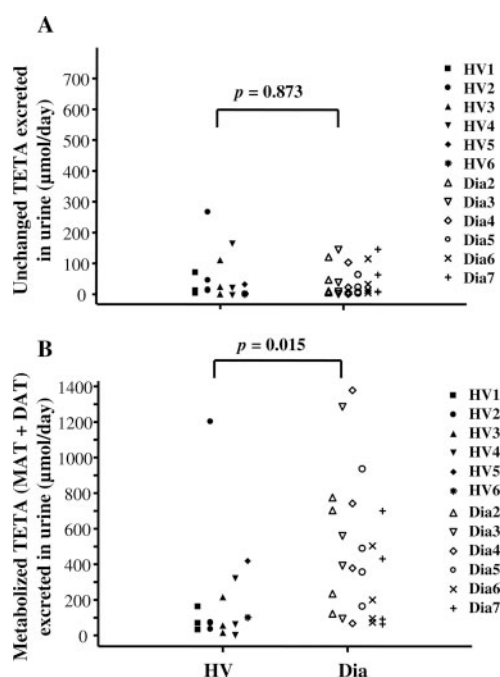 A
Unchanged TETA excreted
in urine (μmol/day)
700
600
500
400
300
200
100
0
p = 0.873
HV1
HV2
HV3
HV4
HV5
HV6
Dia2
Dia3
Dia4
Dia5
Dia6
Dia7
B
Metabolized TETA (MAT + DAT)
excreted in urine (μmol/day)
1400
1200
1000
800
600
400
200
0
p = 0.015
HV1
HV2
HV3
HV4
HV5
HV6
Dia2
Dia3
Dia4
Dia5
Dia6
Dia7
HV
Dia